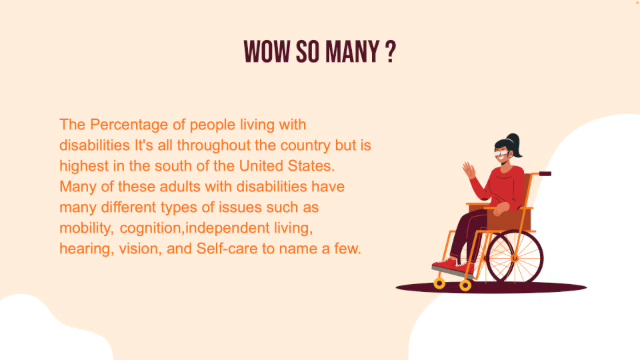 WOW SO MANY ?
The Percentage of people living with
disabilities It's all throughout the country but is
highest in the south of the United States.
Many of these adults with disabilities have
many different types of issues such as
mobility, cognition,independent living,
hearing, vision, and Self-care to name a few.